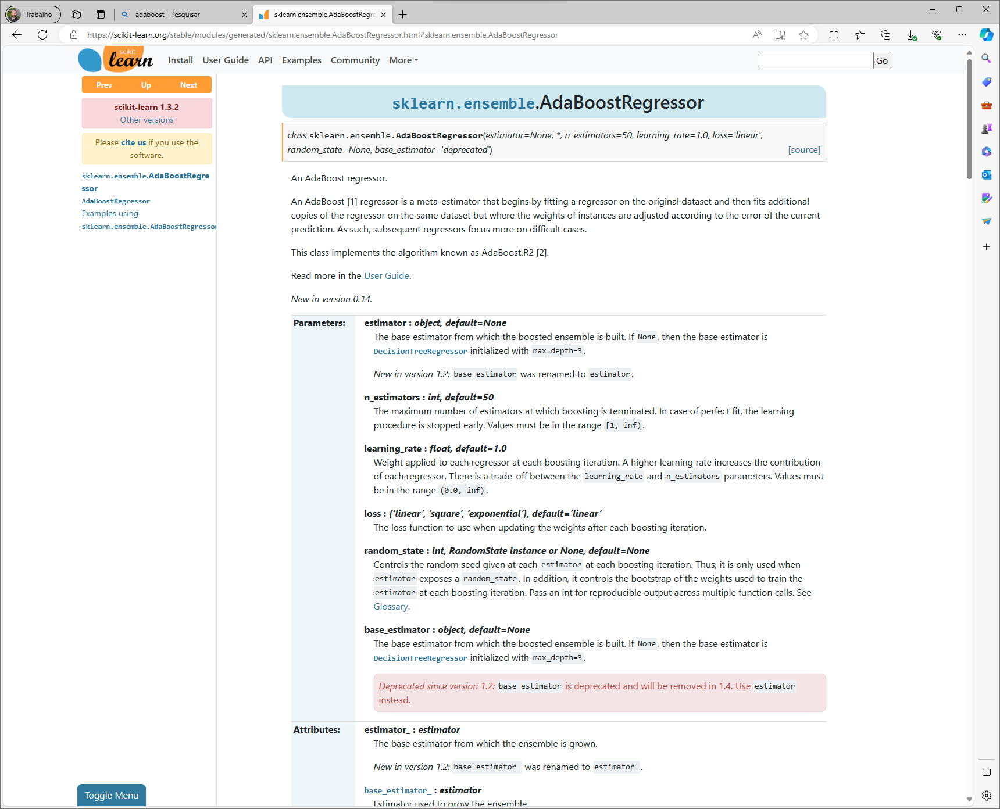 Trabalho
adaboost - Pesquisar
sklearn.ensemble.AdaBoostRegre
https://scikit-learn.org/stable/modules/generated/sklearn.ensemble.AdaBoostRegressor.html#sklearn.ensemble.AdaBoostRegressor
scikit
learn
Install User Guide API Examples Community More
Go
Prev Up Next
scikit-learn 1.3.2
Other versions
Please cite us if you use the
software.
sklearn.ensemble.AdaBoostRegre
ssor
AdaBoostRegressor
Examples using
sklearn.ensemble.AdaBoostRegressor
sklearn.ensemble.AdaBoostRegressor
class sklearn.ensemble.AdaBoostRegressor(estimator=None, *, n_estimators=50, learning_rate=1.0, loss='linear',
random_state=None, base_estimator='deprecated') [source]
An AdaBoost regressor.
An AdaBoost [1] regressor is a meta-estimator that begins by fitting a regressor on the original dataset and then fits additional
copies of the regressor on the same dataset but where the weights of instances are adjusted according to the error of the current
prediction. As such, subsequent regressors focus more on difficult cases.
This class implements the algorithm known as AdaBoost.R2 [2].
Read more in the User Guide.
New in version 0.14.
Parameters: estimator : object, default=None
The base estimator from which the boosted ensemble is built. If None, then the base estimator is
DecisionTreeRegressor initialized with max_depth=3.
New in version 1.2: base_estimator was renamed to estimator.
n_estimators : int, default=50
The maximum number of estimators at which boosting is terminated. In case of perfect fit, the learning
procedure is stopped early. Values must be in the range [1, inf).
learning_rate : float, default=1.0
Weight applied to each regressor at each boosting iteration. A higher learning rate increases the contribution
of each regressor. There is a trade-off between the learning_rate and n_estimators parameters. Values must
be in the range (0.0, inf).
loss : {'linear', 'square', 'exponential'}, default='linear'
The loss function to use when updating the weights after each boosting iteration.
random_state : int, RandomState instance or None, default=None
Controls the random seed given at each estimator at each boosting iteration. Thus, it is only used when
estimator exposes a random_state. In addition, it controls the bootstrap of the weights used to train the
estimator at each boosting iteration. Pass an int for reproducible output across multiple function calls. See
Glossary.
base_estimator : object, default=None
The base estimator from which the boosted ensemble is built. If None, then the base estimator is
DecisionTreeRegressor initialized with max_depth=3.
Deprecated since version 1.2: base_estimator is deprecated and will be removed in 1.4. Use estimator
instead.
Attributes: estimator_ : estimator
The base estimator from which the ensemble is grown.
New in version 1.2: base_estimator_ was renamed to estimator_.
base_estimator_ : estimator
Estimator used to grow the ensemble.
Toggle Menu